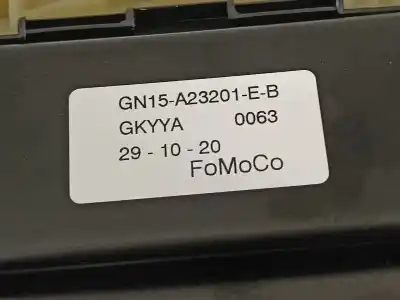 GN15-A23201-E-B
GKYYA 0063
29 - 10 - 20
FoMoCo